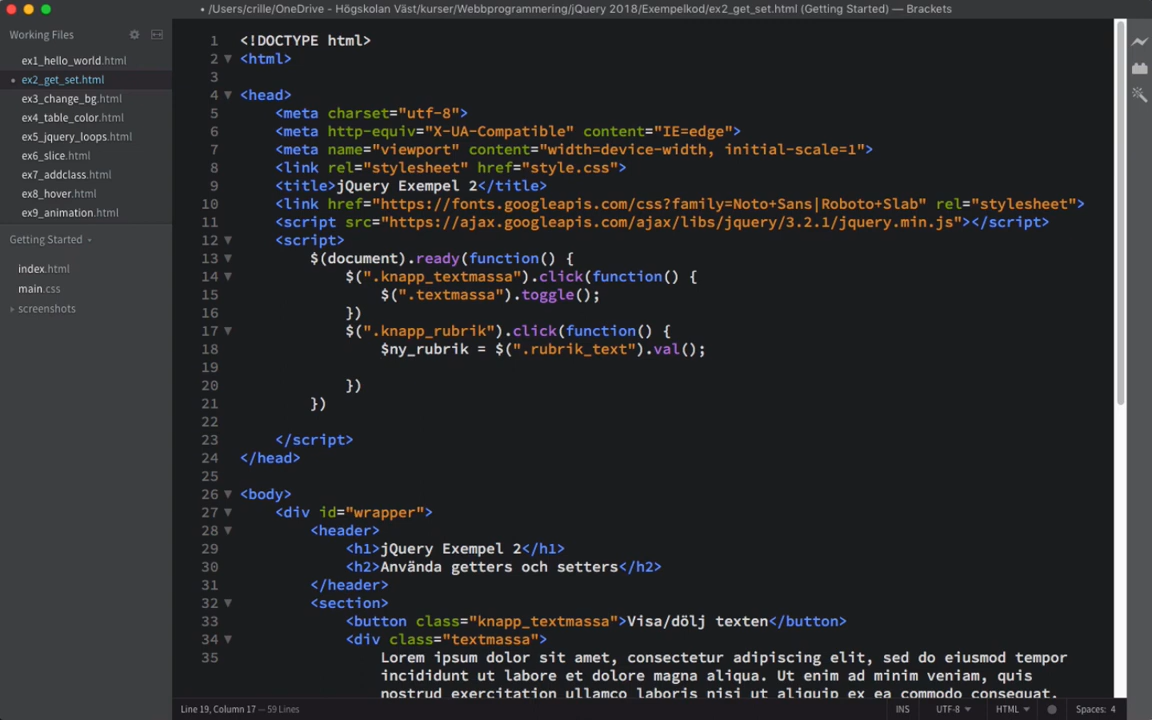 • /Users/crille/OneDrive - Högskolan Väst/kurser/Webbprogrammering/jQuery 2018/Exempelkod/ex2_get_set.html (Getting Started) — Brackets
Working Files
ex1_hello_world.html
• ex2_get_set.html
ex3_change_bg.html
ex4_table_color.html
ex5_jquery_loops.html
ex6_slice.html
ex7_addclass.html
ex8_hover.html
ex9_animation.html
Getting Started
index.html
main.css
screenshots
1 <!DOCTYPE html>
2 <html>
3
4 <head>
5 <meta charset="utf-8">
6 <meta http-equiv="X-UA-Compatible" content="IE=edge">
7 <meta name="viewport" content="width=device-width, initial-scale=1">
8 <link rel="stylesheet" href="style.css">
9 <title>jQuery Exempel 2</title>
10 <link href="https://fonts.googleapis.com/css?family=Noto+Sans|Roboto+Slab" rel="stylesheet">
11 <script src="https://ajax.googleapis.com/ajax/libs/jquery/3.2.1/jquery.min.js"></script>
12 <script>
13 $(document).ready(function() {
14 $(".knapp_textmassa").click(function() {
15 $(".textmassa").toggle();
16 })
17 $(".knapp_rubrik").click(function() {
18 $ny_rubrik = $(".rubrik_text").val();
19
20 })
21 })
22
23 </script>
24 </head>
25
26 <body>
27 <div id="wrapper">
28 <header>
29 <h1>jQuery Exempel 2</h1>
30 <h2>Använda getters och setters</h2>
31 </header>
32 <section>
33 <button class="knapp_textmassa">Visa/dölj texten</button>
34 <div class="textmassa">
35 Lorem ipsum dolor sit amet, consectetur adipiscing elit, sed do eiusmod tempor
incididunt ut labore et dolore magna aliqua. Ut enim ad minim veniam, quis
nostrud exercitation ullamco laboris nisi ut aliquip ex ea commodo consequat.
Line 19, Column 17 — 59 Lines
INS
UTF-8
HTML
Spaces: 4